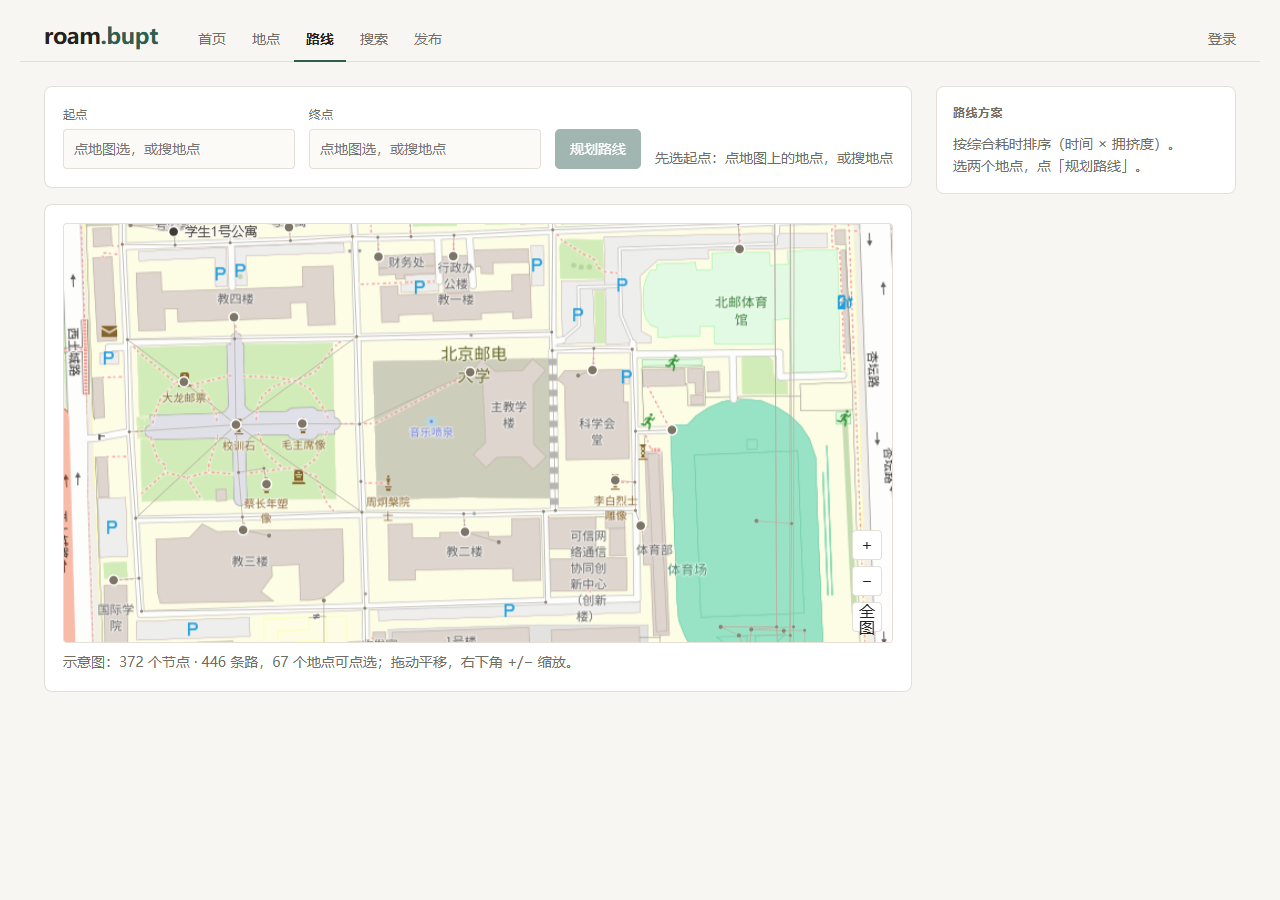 roam.bupt
首页
地点
路线
搜索
发布
登录
起点
终点
点地图选，或搜地点
点地图选，或搜地点
规划路线
先选起点：点地图上的地点，或搜地点
路线方案
按综合耗时排序（时间 × 拥挤度）。
选两个地点，点「规划路线」。
学生1号公寓
财务处
行政办
公楼
教一楼
教四楼
P
P
P
P
P
P
北邮体育
馆
西土城路
P
北京邮电
大学
杏坛路
大龙邮票
主教学
楼
P
音乐喷泉
科学会
堂
校训石
毛主席像
杏坛路
蔡长年塑
像
周炯槃院
士
李白烈士
雕像
P
教三楼
教二楼
可信网
络通信
协同创
新中心
（创新
楼）
体育部
体育场
国际学
院
P
P
1号楼
+
−
全
图
示意图：372 个节点 · 446 条路，67 个地点可点选；拖动平移，右下角 +/− 缩放。